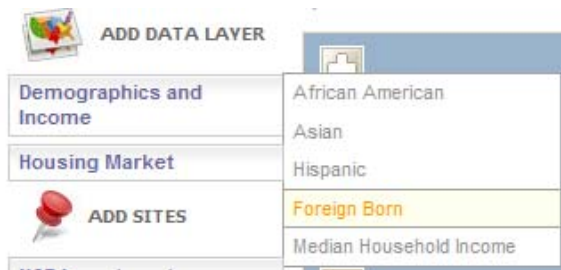 ADD DATA LAYER
Demographics and
Income
Housing Market
ADD SITES
African American
Asian
Hispanic
Foreign Born
Median Household Income